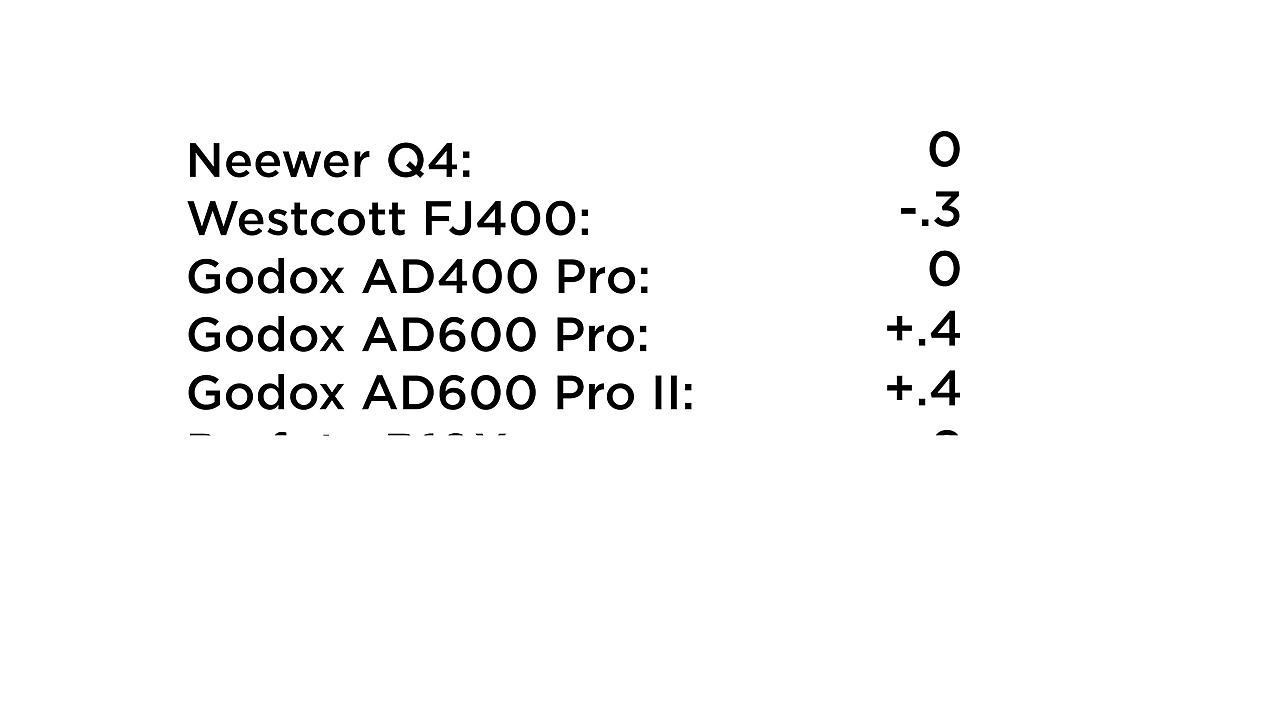 Neewer Q4: 0
Westcott FJ400: -.3
Godox AD400 Pro: 0
Godox AD600 Pro: +.4
Godox AD600 Pro II: +.4